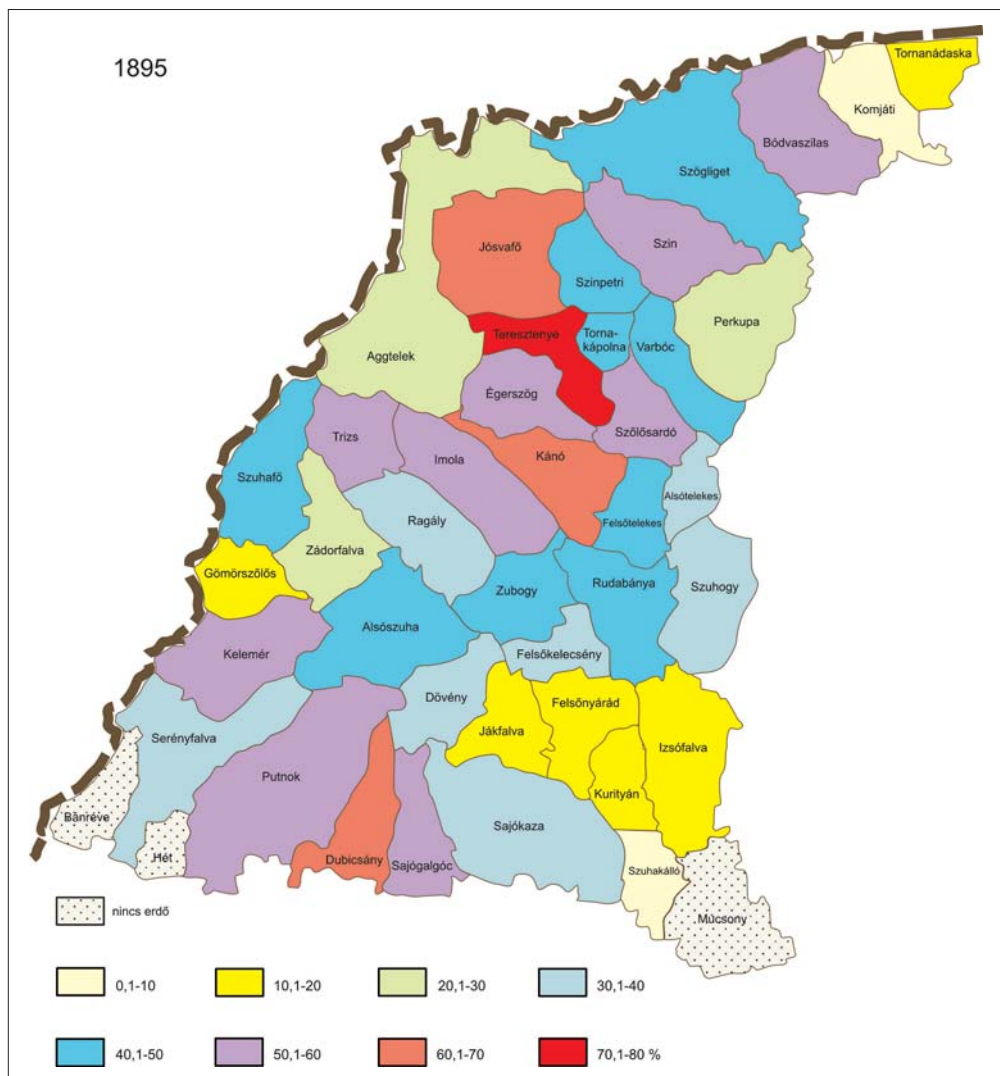 1895
Tornanádaska
Komjáti
Bódvaszilas
Szögliget
Szin
Jósvafő
Szinpetri
Perkupa
Teresztenye
Torna-
kápolna
Varbóc
Aggtelek
Égerszög
Szőlősardó
Trizs
Imola
Kánó
Szuhafő
Alsótelekes
Ragály
Felsőtelekes
Zádorfalva
Gömörszőlős
Zubogy
Rudabánya
Szuhogy
Alsószuha
Kelemér
Felsőkelecsény
Dövény
Felsőnyárád
Jákfalva
Serényfalva
Izsófalva
Putnok
Kurityán
Bánréve
Sajókaza
Hét
Dubicsány
Sajógalgóc
Szuhakálló
Múcsony
nincs erdő
0,1-10
10,1-20
20,1-30
30,1-40
40,1-50
50,1-60
60,1-70
70,1-80 %